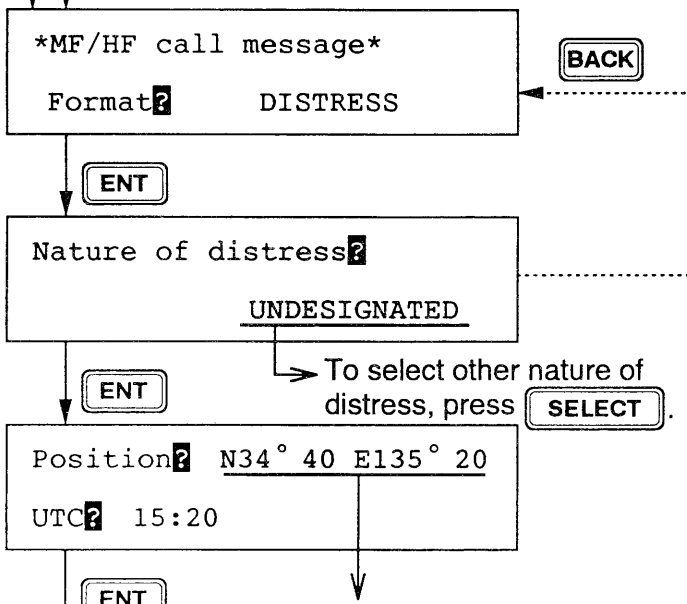 *MF/HF call message*
BACK
Format? DISTRESS
ENT
Nature of distress?
UNDESIGNATED
To select other nature of
distress, press SELECT.
ENT
Position? N34° 40 E135° 20
UTC? 15:20
ENT